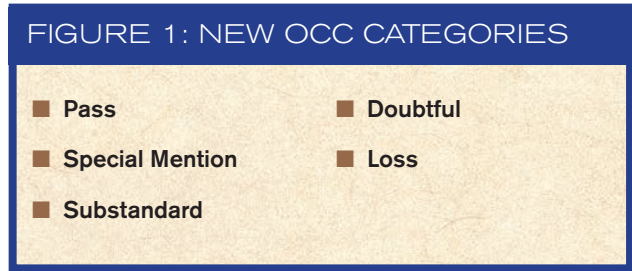 FIGURE 1: NEW OCC CATEGORIES
Pass
Special Mention
Substandard
Doubtful
Loss